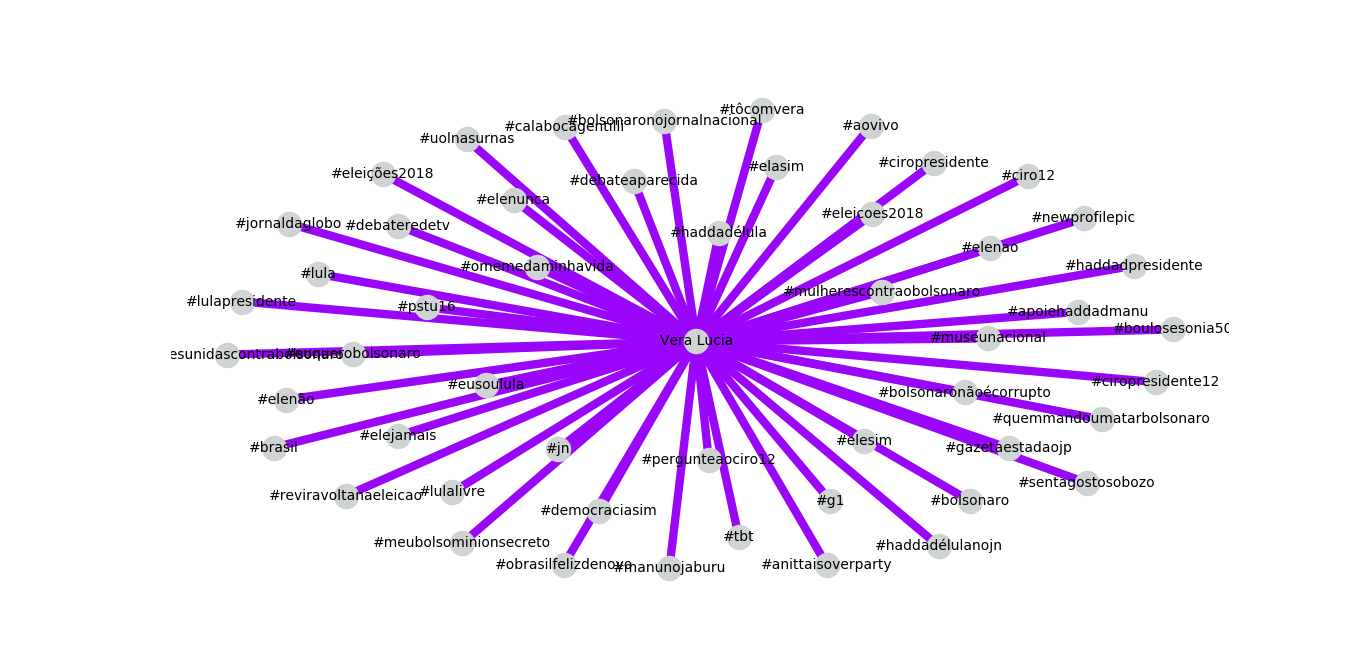 #tôcomvera
#bolsonaronojornalnacional
#calabocagentilli
#aovivo
#uolnasurnas
#ciropresidente
#elasim
#eleições2018
#ciro12
#debateaparecida
#elenunca
#eleicoes2018
#newprofilepic
#jornaldaglobo
#debateredetv
#haddadélula
#elenao
#haddadpresidente
#omemedaminhavida
#lula
#mulherescontraobolsonaro
#lulapresidente
#pstu16
#apoiehaddadmanu
#boulosesonia50
#museunacional
Vera Lucia
esunidascontrabolsonaro
#euqueroboLsonaro
#ciropresidente12
#eusoulula
#bolsonaronãoécorrupto
#elenão
#quemmandoumatarbolsonaro
#elejamais
#elesim
#brasil
#jn
#gazetaestadaojp
#pergunteaociro12
#sentagostosobozo
#reviravoltanaeleicao
#lulalivre
#g1
#bolsonaro
#democraciasim
#tbt
#meubolsominionsecreto
#haddadélulanojn
#obrasilfelizdenovo
#manunojaburu
#anittaisoverparty